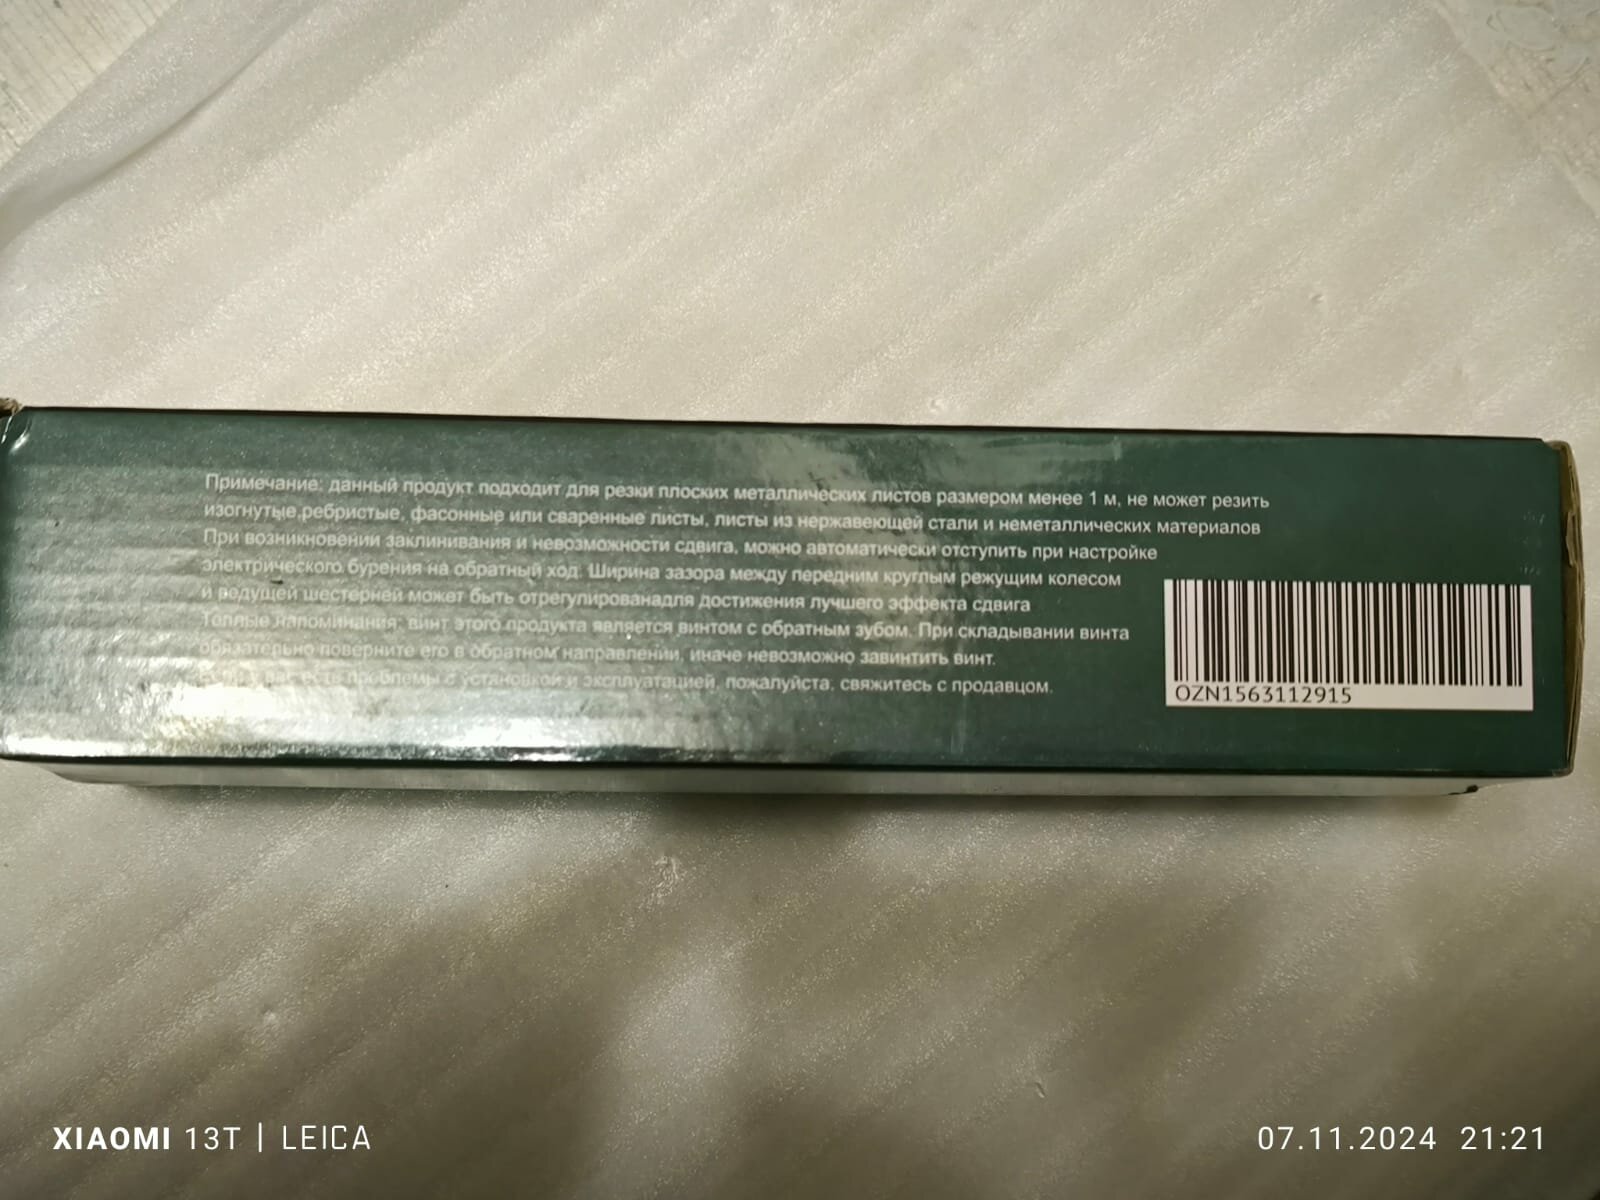 Примечание: данный продукт подходит для резки плоских металлических листов размером менее 1 м, не может резить
изогнутые,ребристые, фасонные или сваренные листы, листы из нержавеющей стали и неметаллических материалов
При возникновении заклинивания и невозможности сдвига, можно автоматически отступить при настройке
электрического бурения на обратный ход. Ширина зазора между передним круглым режущим колесом
и ведущей шестерней может быть отрегулированадля достижения лучшего эффекта сдвига
Теплые напоминания: винт этого продукта является винтом с обратным зубом. При складывании винта
обязательно поверните его в обратном направлении, иначе невозможно завинтить винт.
вас есть проблемы с установкой и эксплуатацией, пожалуйста, свяжитесь с продавцом.
OZN1563112915
XIAOMI 13T | LEICA
07.11.2024 21:21